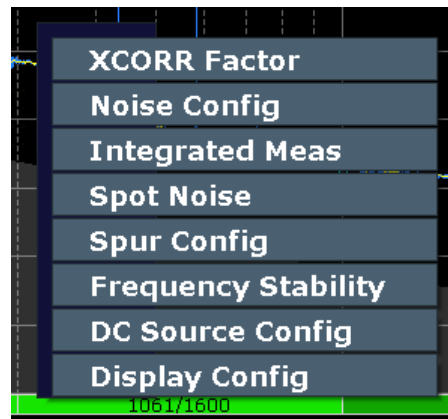 XCORR Factor
Noise Config
Integrated Meas
Spot Noise
Spur Config
Frequency Stability
DC Source Config
Display Config
1061/1600